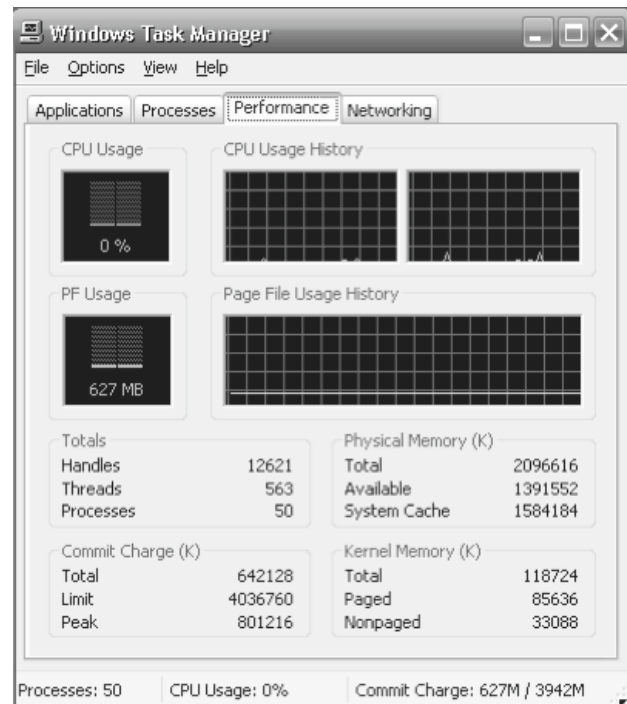 Windows Task Manager
File Options View Help
Applications Processes Performance Networking
CPU Usage CPU Usage History
0 %
PF Usage Page File Usage History
627 MB
Totals Physical Memory (K)
Handles 12621 Total 2096616
Threads 563 Available 1391552
Processes 50 System Cache 1584184
Commit Charge (K) Kernel Memory (K)
Total 642128 Total 118724
Limit 4036760 Paged 85636
Peak 801216 Nonpaged 33088
Processes: 50 CPU Usage: 0% Commit Charge: 627M / 3942M